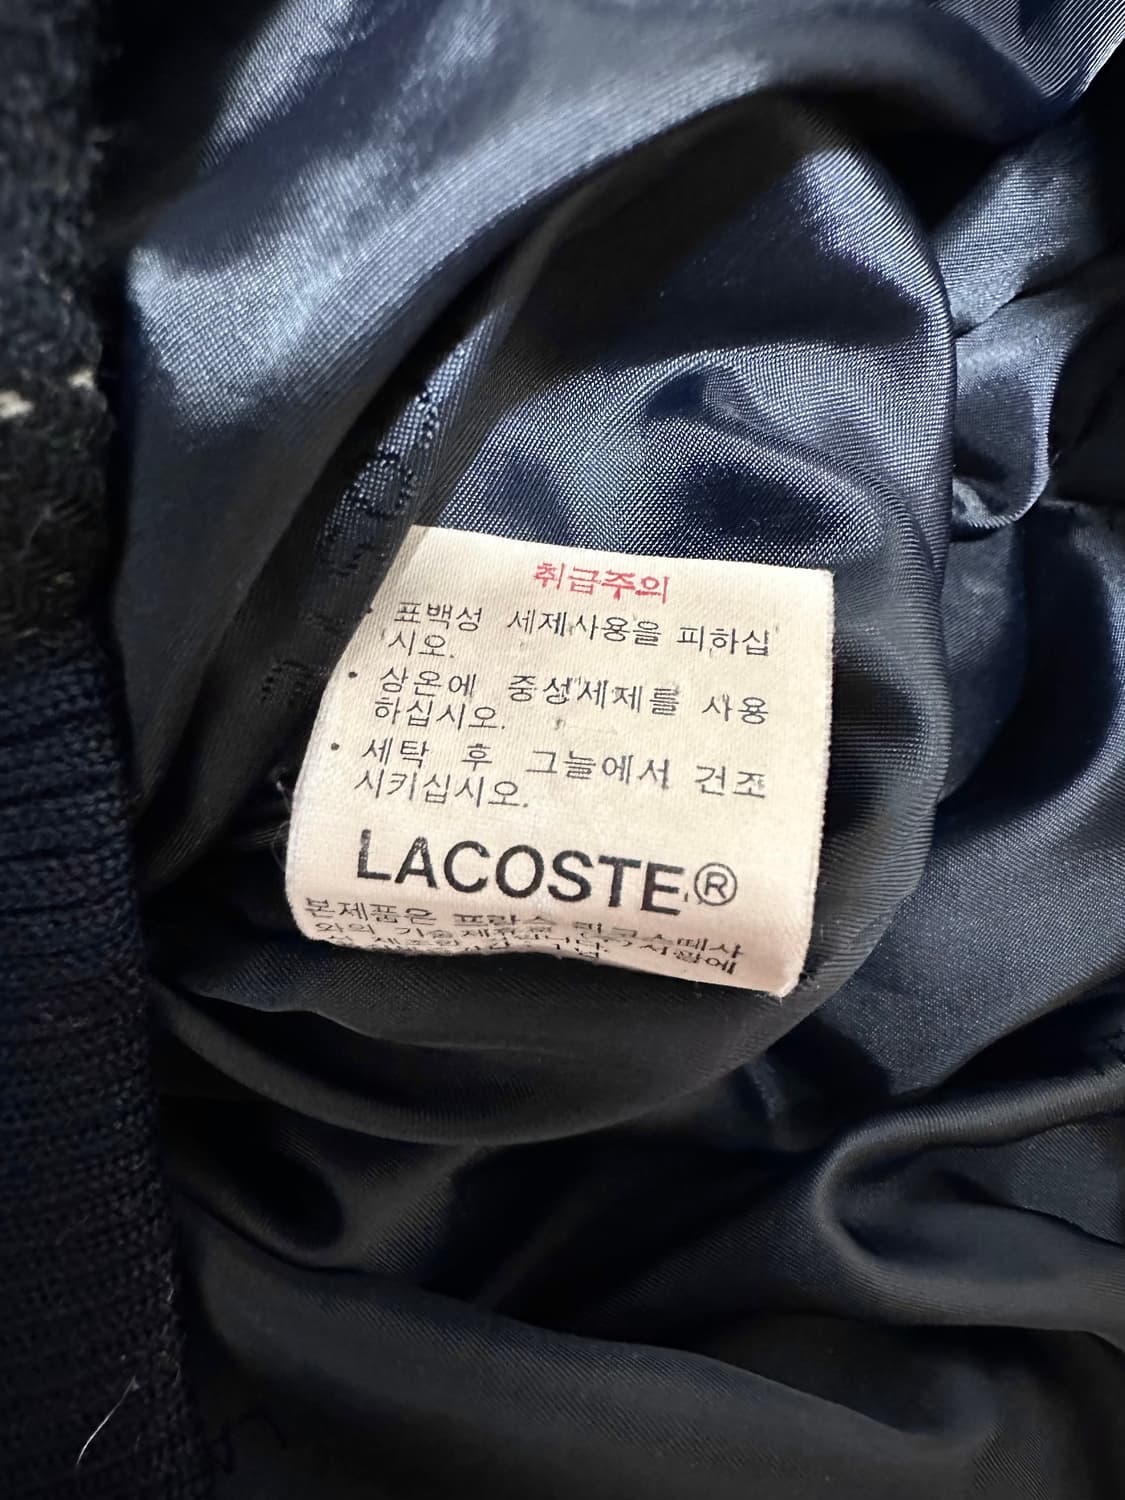 취급주의
• 표백성 세제사용을 피하십
시오.
• 상온에 중성세제를 사용
하십시오.
• 세탁 후 그늘에서 건조
시키십시오.
LACOSTE®
본제품은 프랑스
와의